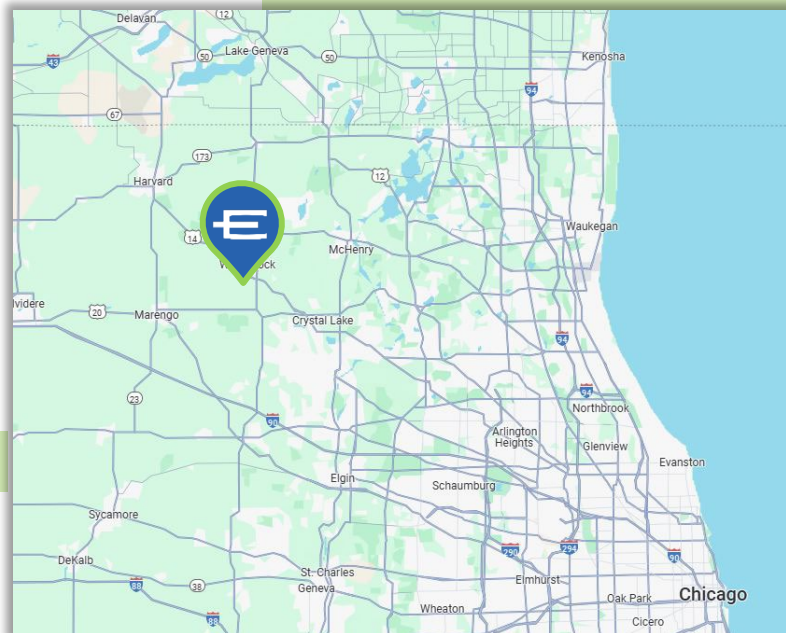 Delavan
12
43
50
Lake Geneva
50
Kenosha
94
67
173
Harvard
12
14
McHenry
Waukegan
20
Marengo
Crystal Lake
94
23
90
94
Northbrook
Arlington
Heights
Glenview
Evanston
Elgin
Schaumburg
Sycamore
DeKalb
290
294
90
88
38
St. Charles
Geneva
Elmhurst
Oak Park
Chicago
88
Wheaton
Cicero